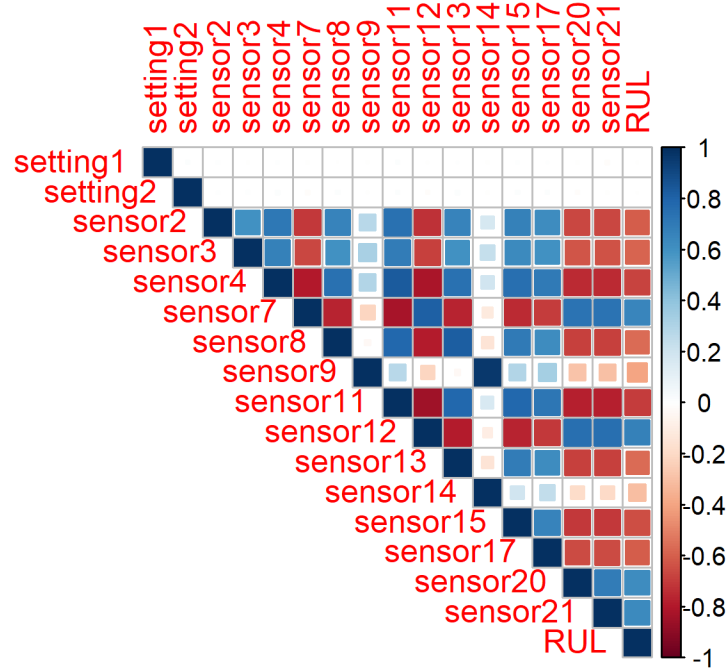 setting1
setting2
sensor2
sensor3
sensor4
sensor7
sensor8
sensor9
sensor11
sensor12
sensor13
sensor14
sensor15
sensor17
sensor20
sensor21
RUL
setting1
setting2
sensor2
sensor3
sensor4
sensor7
sensor8
sensor9
sensor11
sensor12
sensor13
sensor14
sensor15
sensor17
sensor20
sensor21
RUL
1
0.8
0.6
0.4
0.2
0
-0.2
-0.4
-0.6
-0.8
-1